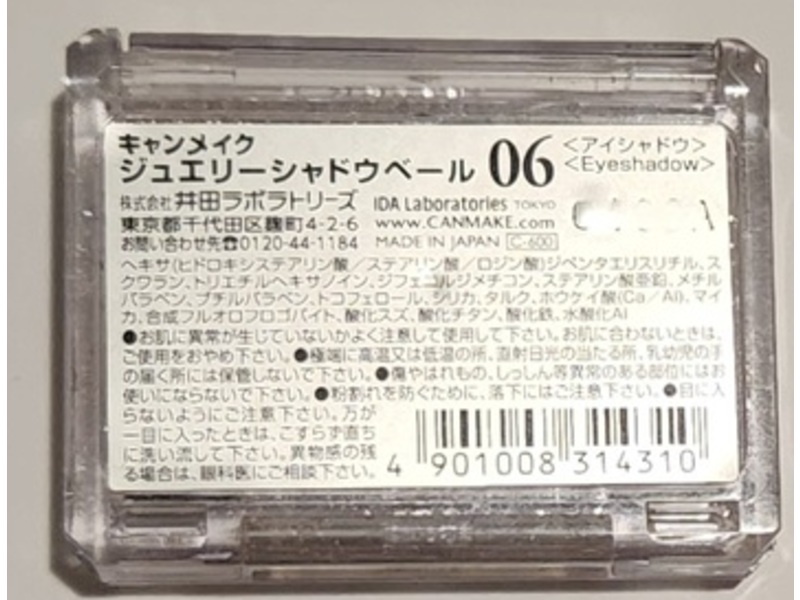 キャンメイク
ジュエリーシャドウベール 06
<アイシャドウ>
<Eyeshadow>
株式会社 井田ラボラトリーズ IDA Laboratories TOKYO
東京都千代田区麹町4-2-6 www.CANMAKE.com
お問い合わせ先☎0120-44-1184 MADE IN JAPAN C-600
ヘキサ(ヒドロキシステアリン酸/ステアリン酸/ロジン酸)ジペンタエリスリチル、ス
クワラン、トリエチルヘキサノイン、ジフェニルジメチコン、ステアリン酸亜鉛、メチル
パラベン、ブチルパラベン、トコフェロール、シリカ、タルク、ホウケイ酸(Ca/Al)、マイ
カ、合成フルオロフロゴパイト、酸化スズ、酸化チタン、酸化鉄、水酸化Al
●お肌に異常が生じていないかよく注意して使用して下さい。お肌に合わないときは、
ご使用をおやめ下さい。●極端に高温又は低温の所、直射日光の当たる所、乳幼児の手
の届く所には保管しないで下さい。●傷やはれもの、しっしん等異常のある部位にはお
使いにならないで下さい。●粉割れを防ぐために、落下にはご注意下さい。●目に入
らないようにご注意下さい。万が
一目に入ったときは、こすらず直ち
に洗い流して下さい。異物感の残
る場合は、眼科医にご相談下さい。
4 901008 314310